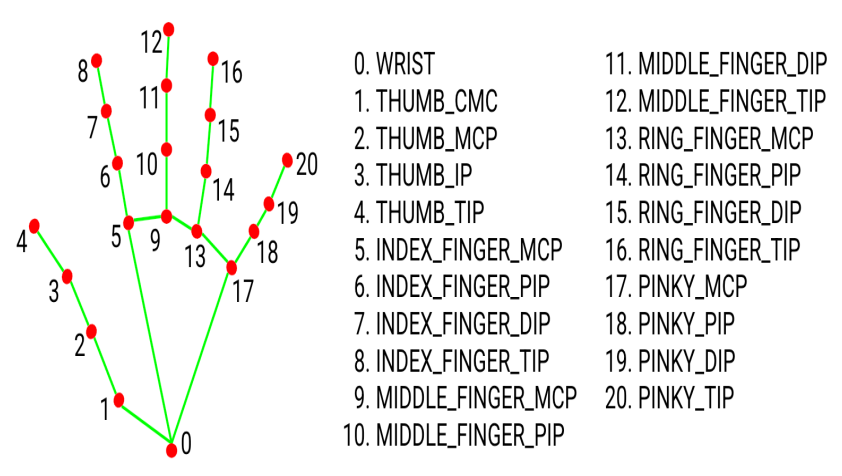 12
8
16
11
7
15
10
20
6
14
19
4
5
9
13
18
3
17
2
1
0
0. WRIST
1. THUMB_CMC
2. THUMB_MCP
3. THUMB_IP
4. THUMB_TIP
5. INDEX_FINGER_MCP
6. INDEX_FINGER_PIP
7. INDEX_FINGER_DIP
8. INDEX_FINGER_TIP
9. MIDDLE_FINGER_MCP
10. MIDDLE_FINGER_PIP
11. MIDDLE_FINGER_DIP
12. MIDDLE_FINGER_TIP
13. RING_FINGER_MCP
14. RING_FINGER_PIP
15. RING_FINGER_DIP
16. RING_FINGER_TIP
17. PINKY_MCP
18. PINKY_PIP
19. PINKY_DIP
20. PINKY_TIP